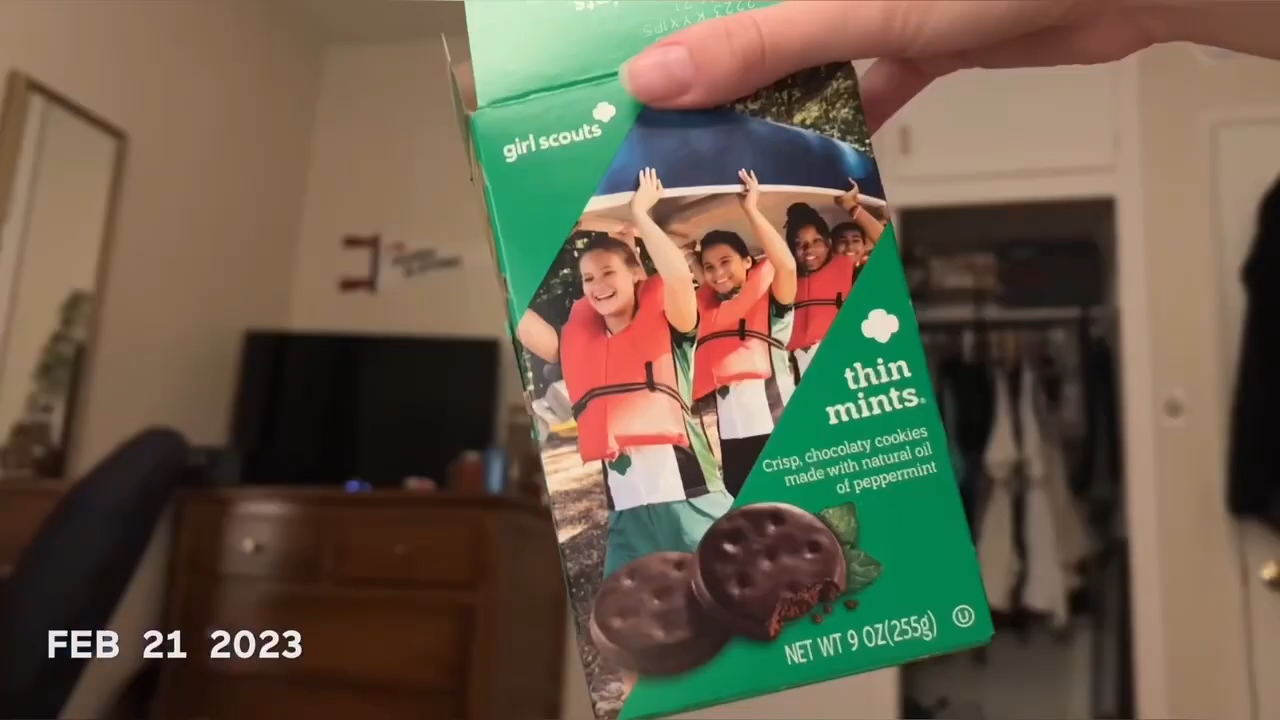 girl scouts
thin
mints®
Crisp, chocolaty cookies
made with natural oil
of peppermint
NET WT 9 OZ(255g)
U
FEB 21 2023